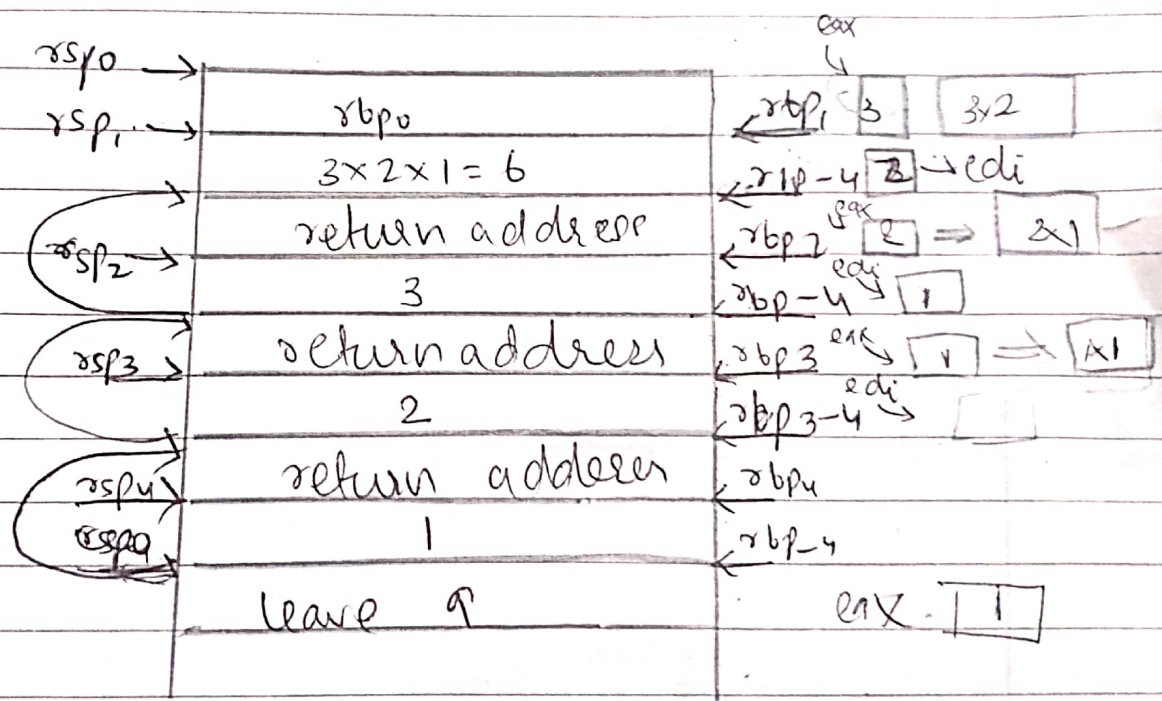 eax
rsp0
rbp0 rbp1 3 3x2
rsp1
3x2x1=6 rbp-4 2 edi
return address rbp2 eax 2 ⇒ 2x1
rsp2
3 rbp-4 edi 1
return address rbp3 eax 1 ⇒ 1x1
rsp3
2 rbp3-4 edi
return address rbp4
rsp4
1 rbp-4
leave eax 1